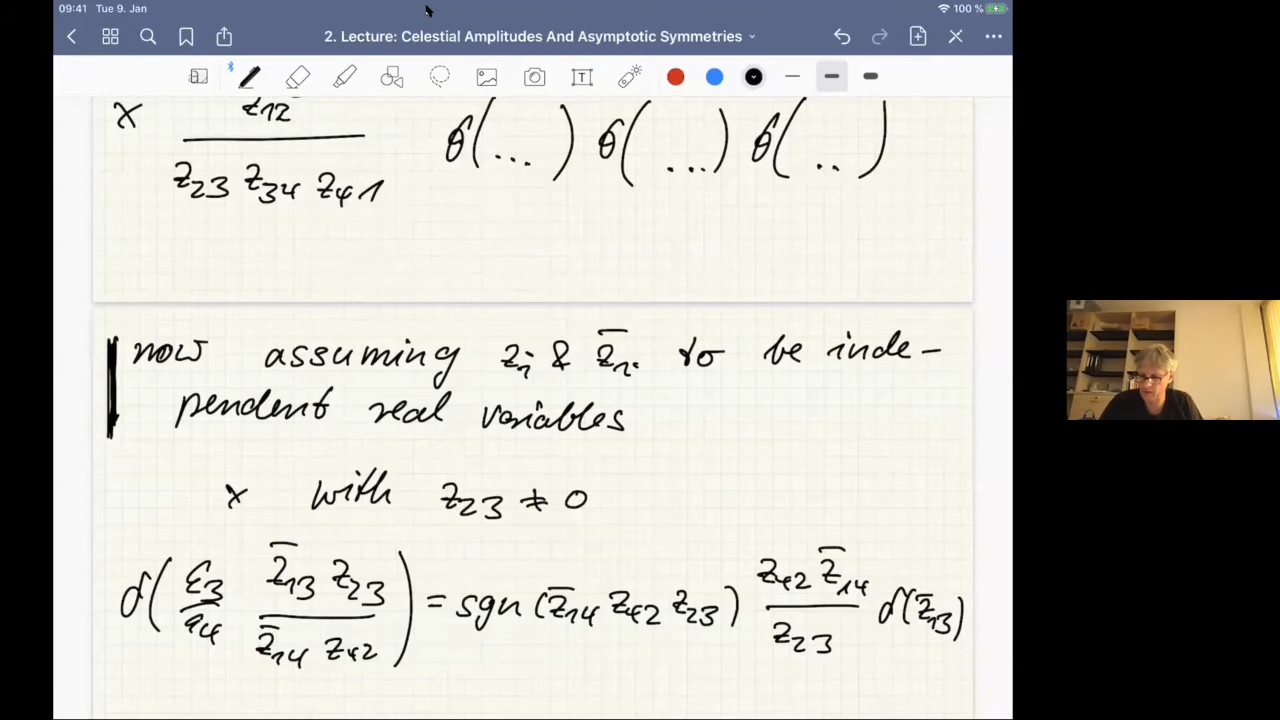 09:41 Tue 9. Jan
100 %
2. Lecture: Celestial Amplitudes And Asymptotic Symmetries
T
× z₁₂ / (z₂₃ z₃₄ z₄₁) θ(...) θ(...) θ(..)
now assuming zᵢ & z̄ᵢ to be inde-
pendent real variables
× with z₂₃ ≠ 0
δ( ε₃/ε₄ z̄₁₃ z₂₃ / (z̄₁₄ z₄₂) ) = sgn(z̄₁₄ z₄₂ z₂₃) z₄₂ z̄₁₄ / z₂₃ δ(z̄₁₃)